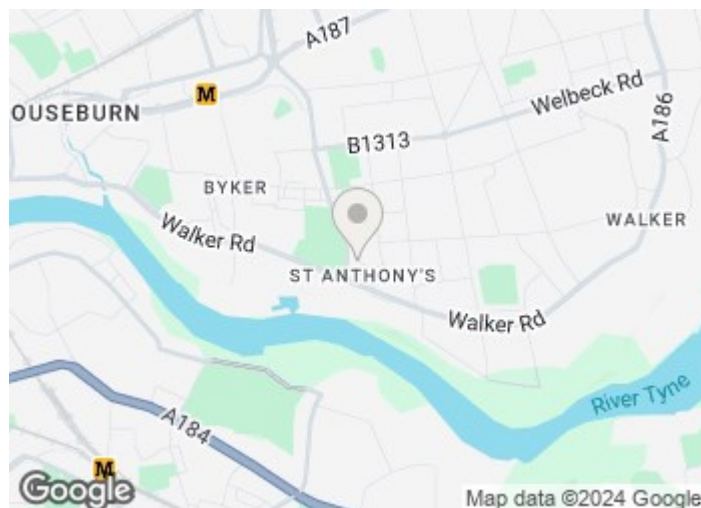 A187
M
OUSEBURN
Welbeck Rd
A186
B1313
BYKER
WALKER
Walker Rd
ST ANTHONY'S
Walker Rd
River Tyne
A184
M
Google
Map data ©2024 Google